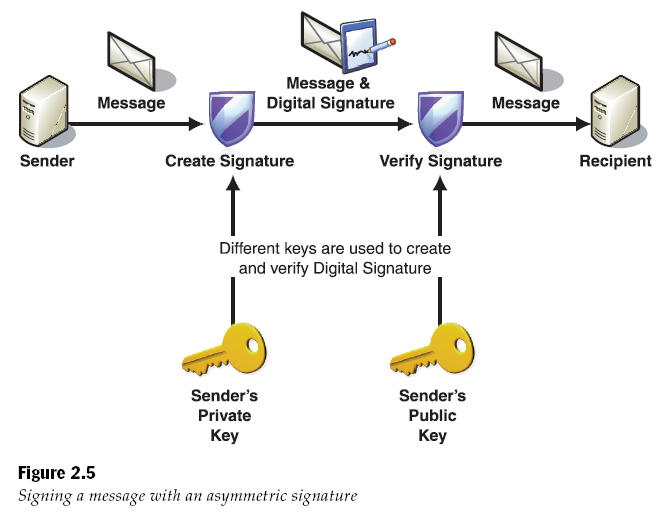 Message
Message &
Digital Signature
Message
Sender
Create Signature
Verify Signature
Recipient
Different keys are used to create
and verify Digital Signature
Sender's
Private
Key
Sender's
Public
Key
Figure 2.5
Signing a message with an asymmetric signature